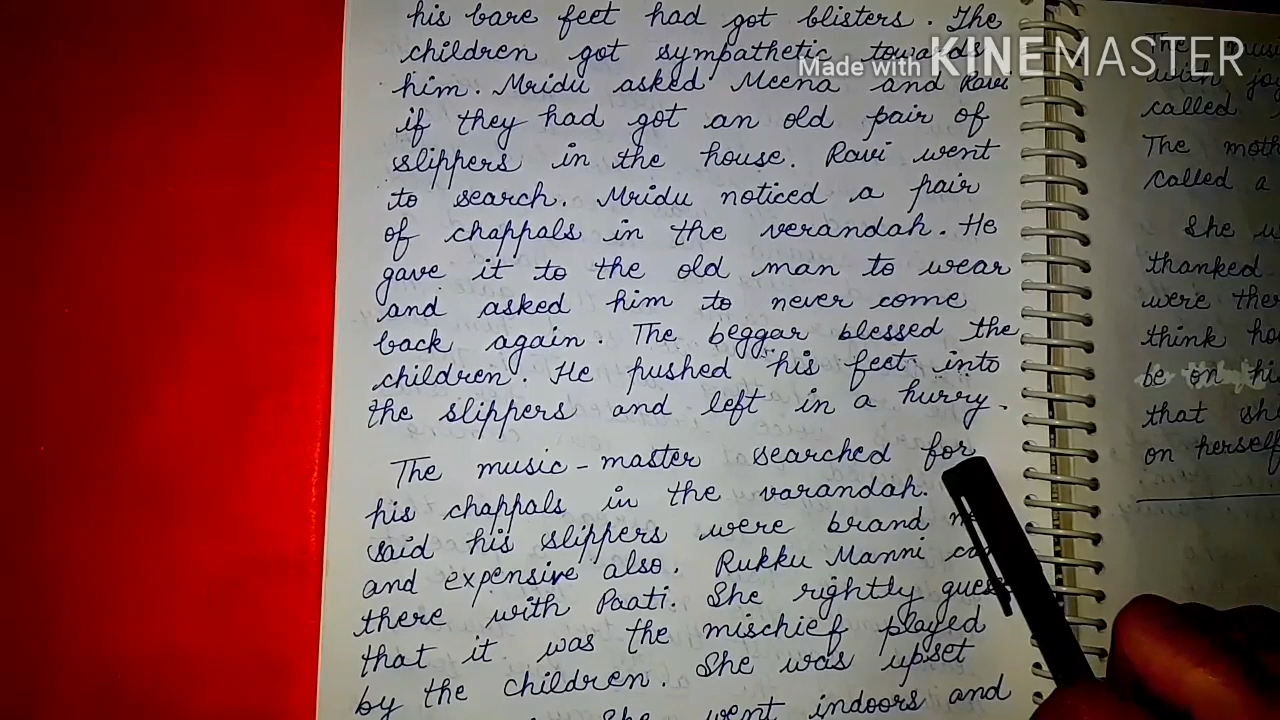 his bare feet had got blisters. The
children got sympathetic towards
Made with KINEMASTER
him. Mridu asked Meena and Ravi
if they had got an old pair of
slippers in the house. Ravi went
to search. Mridu noticed a pair
of chappals in the verandah. He
gave it to the old man to wear
and asked him to never come
back again. The beggar blessed the
children. He pushed his feet into
the slippers and left in a hurry.
The music-master searched for
his chappals in the varandah.
said his slippers were brand
and expensive also. Rukku Manni
there with Paati. She rightly
that it was the mischief played
by the children. She was upset
She went indoors and
The
with
called
The
called a
She
thanked
were
think
be on
that
on